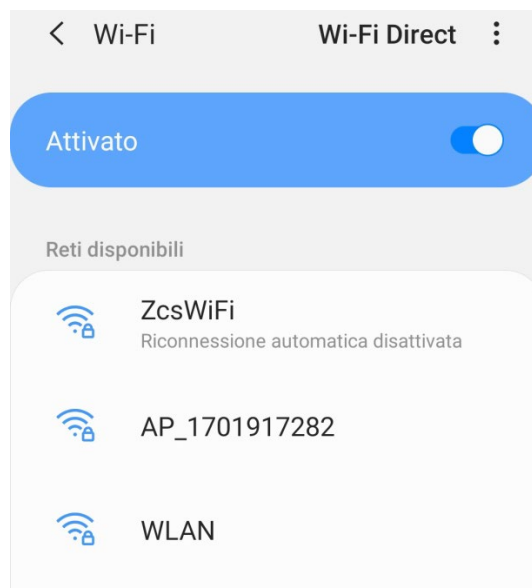 Wi-Fi
Wi-Fi Direct
Attivato
Reti disponibili
ZcsWiFi
Riconnessione automatica disattivata
AP_1701917282
WLAN